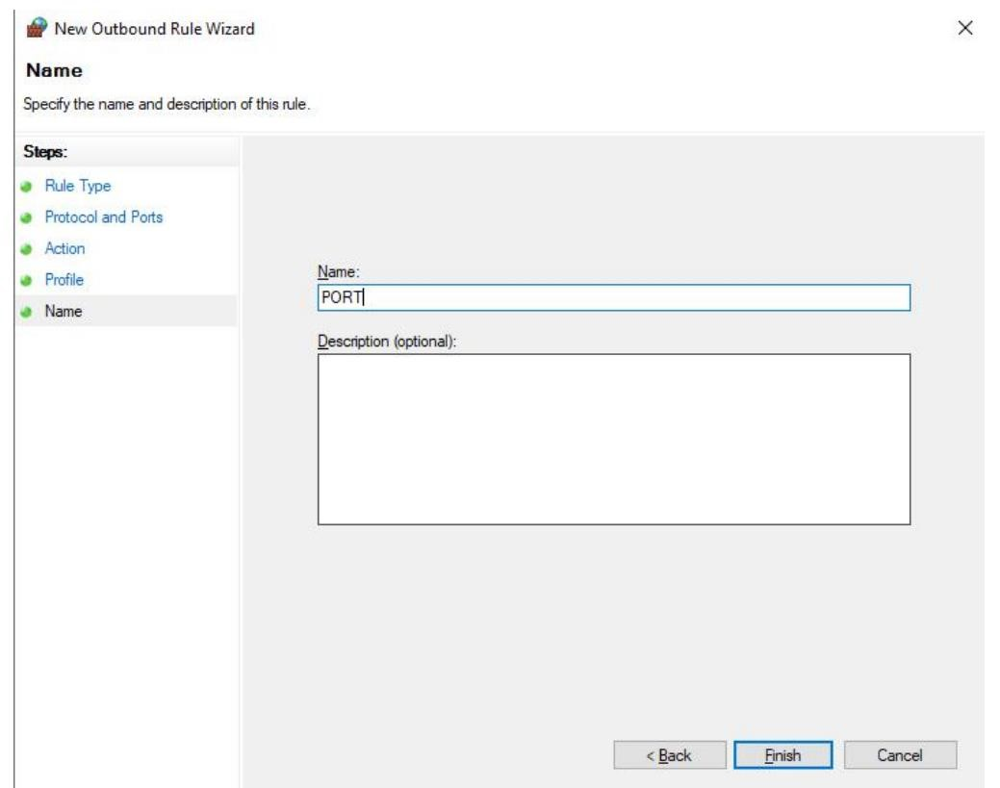 New Outbound Rule Wizard
Name
Specify the name and description of this rule.
Steps:
Rule Type
Protocol and Ports
Action
Profile
Name
Name:
PORT
Description (optional):
< Back
Finish
Cancel